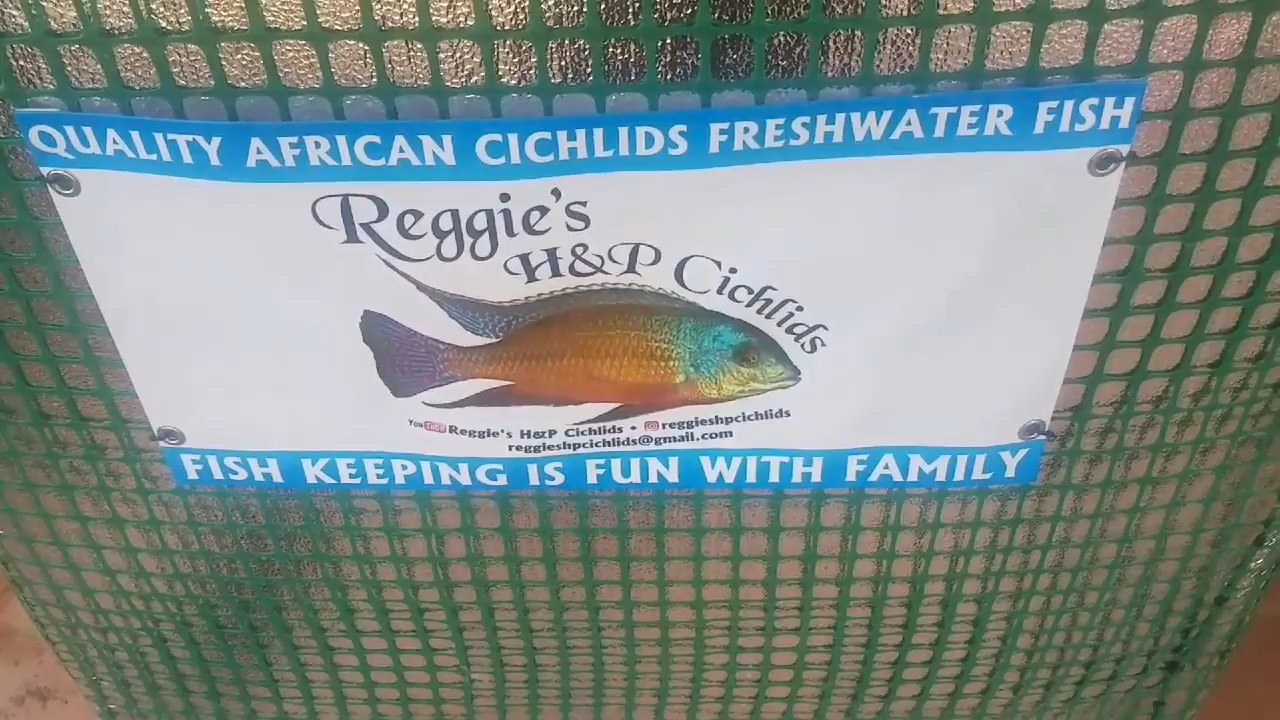 QUALITY AFRICAN CICHLIDS FRESHWATER FISH
Reggie's
H&P Cichlids
YouTube Reggie's H&P Cichlids • reggieshpcichlids
reggieshpcichlids@gmail.com
FISH KEEPING IS FUN WITH FAMILY